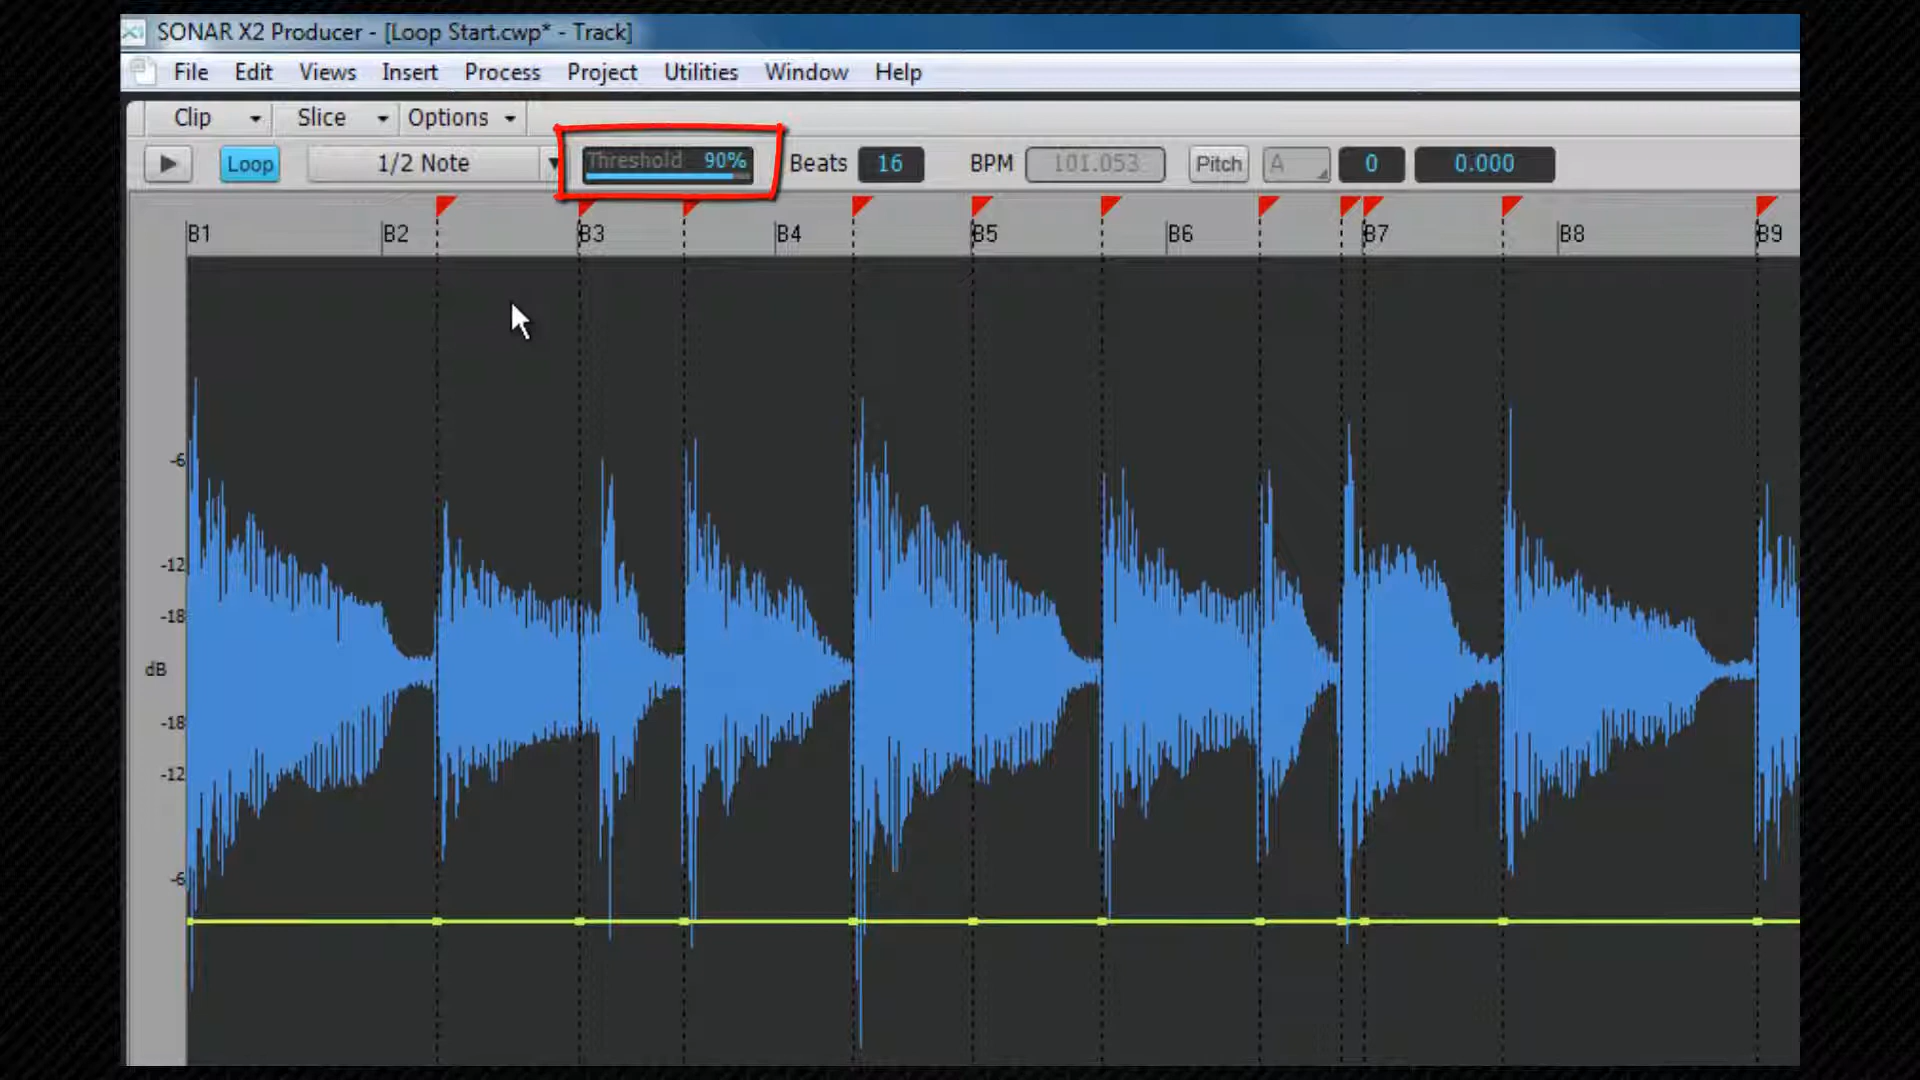 SONAR X2 Producer - [Loop Start.cwp* - Track]
File Edit Views Insert Process Project Utilities Window Help
Clip Slice Options
Loop 1/2 Note Threshold 90% Beats 16 BPM 101.053 Pitch A 0 0.000
B1 B2 B3 B4 B5 B6 B7 B8 B9
-6
-12
-18
dB
-18
-12
-6